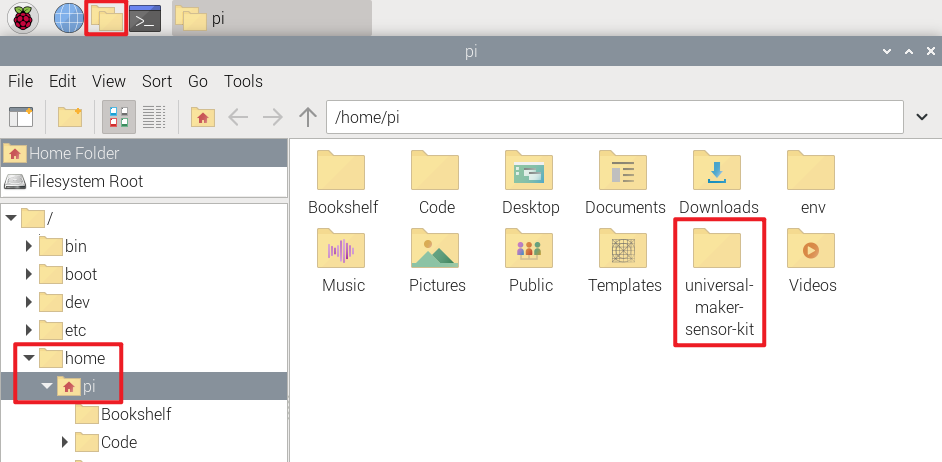 pi
pi
File Edit View Sort Go Tools
/home/pi
Home Folder
Filesystem Root
/
bin
boot
dev
etc
home
pi
Bookshelf
Code
Bookshelf Code Desktop Documents Downloads env
Music Pictures Public Templates universal-
maker-
sensor-kit Videos